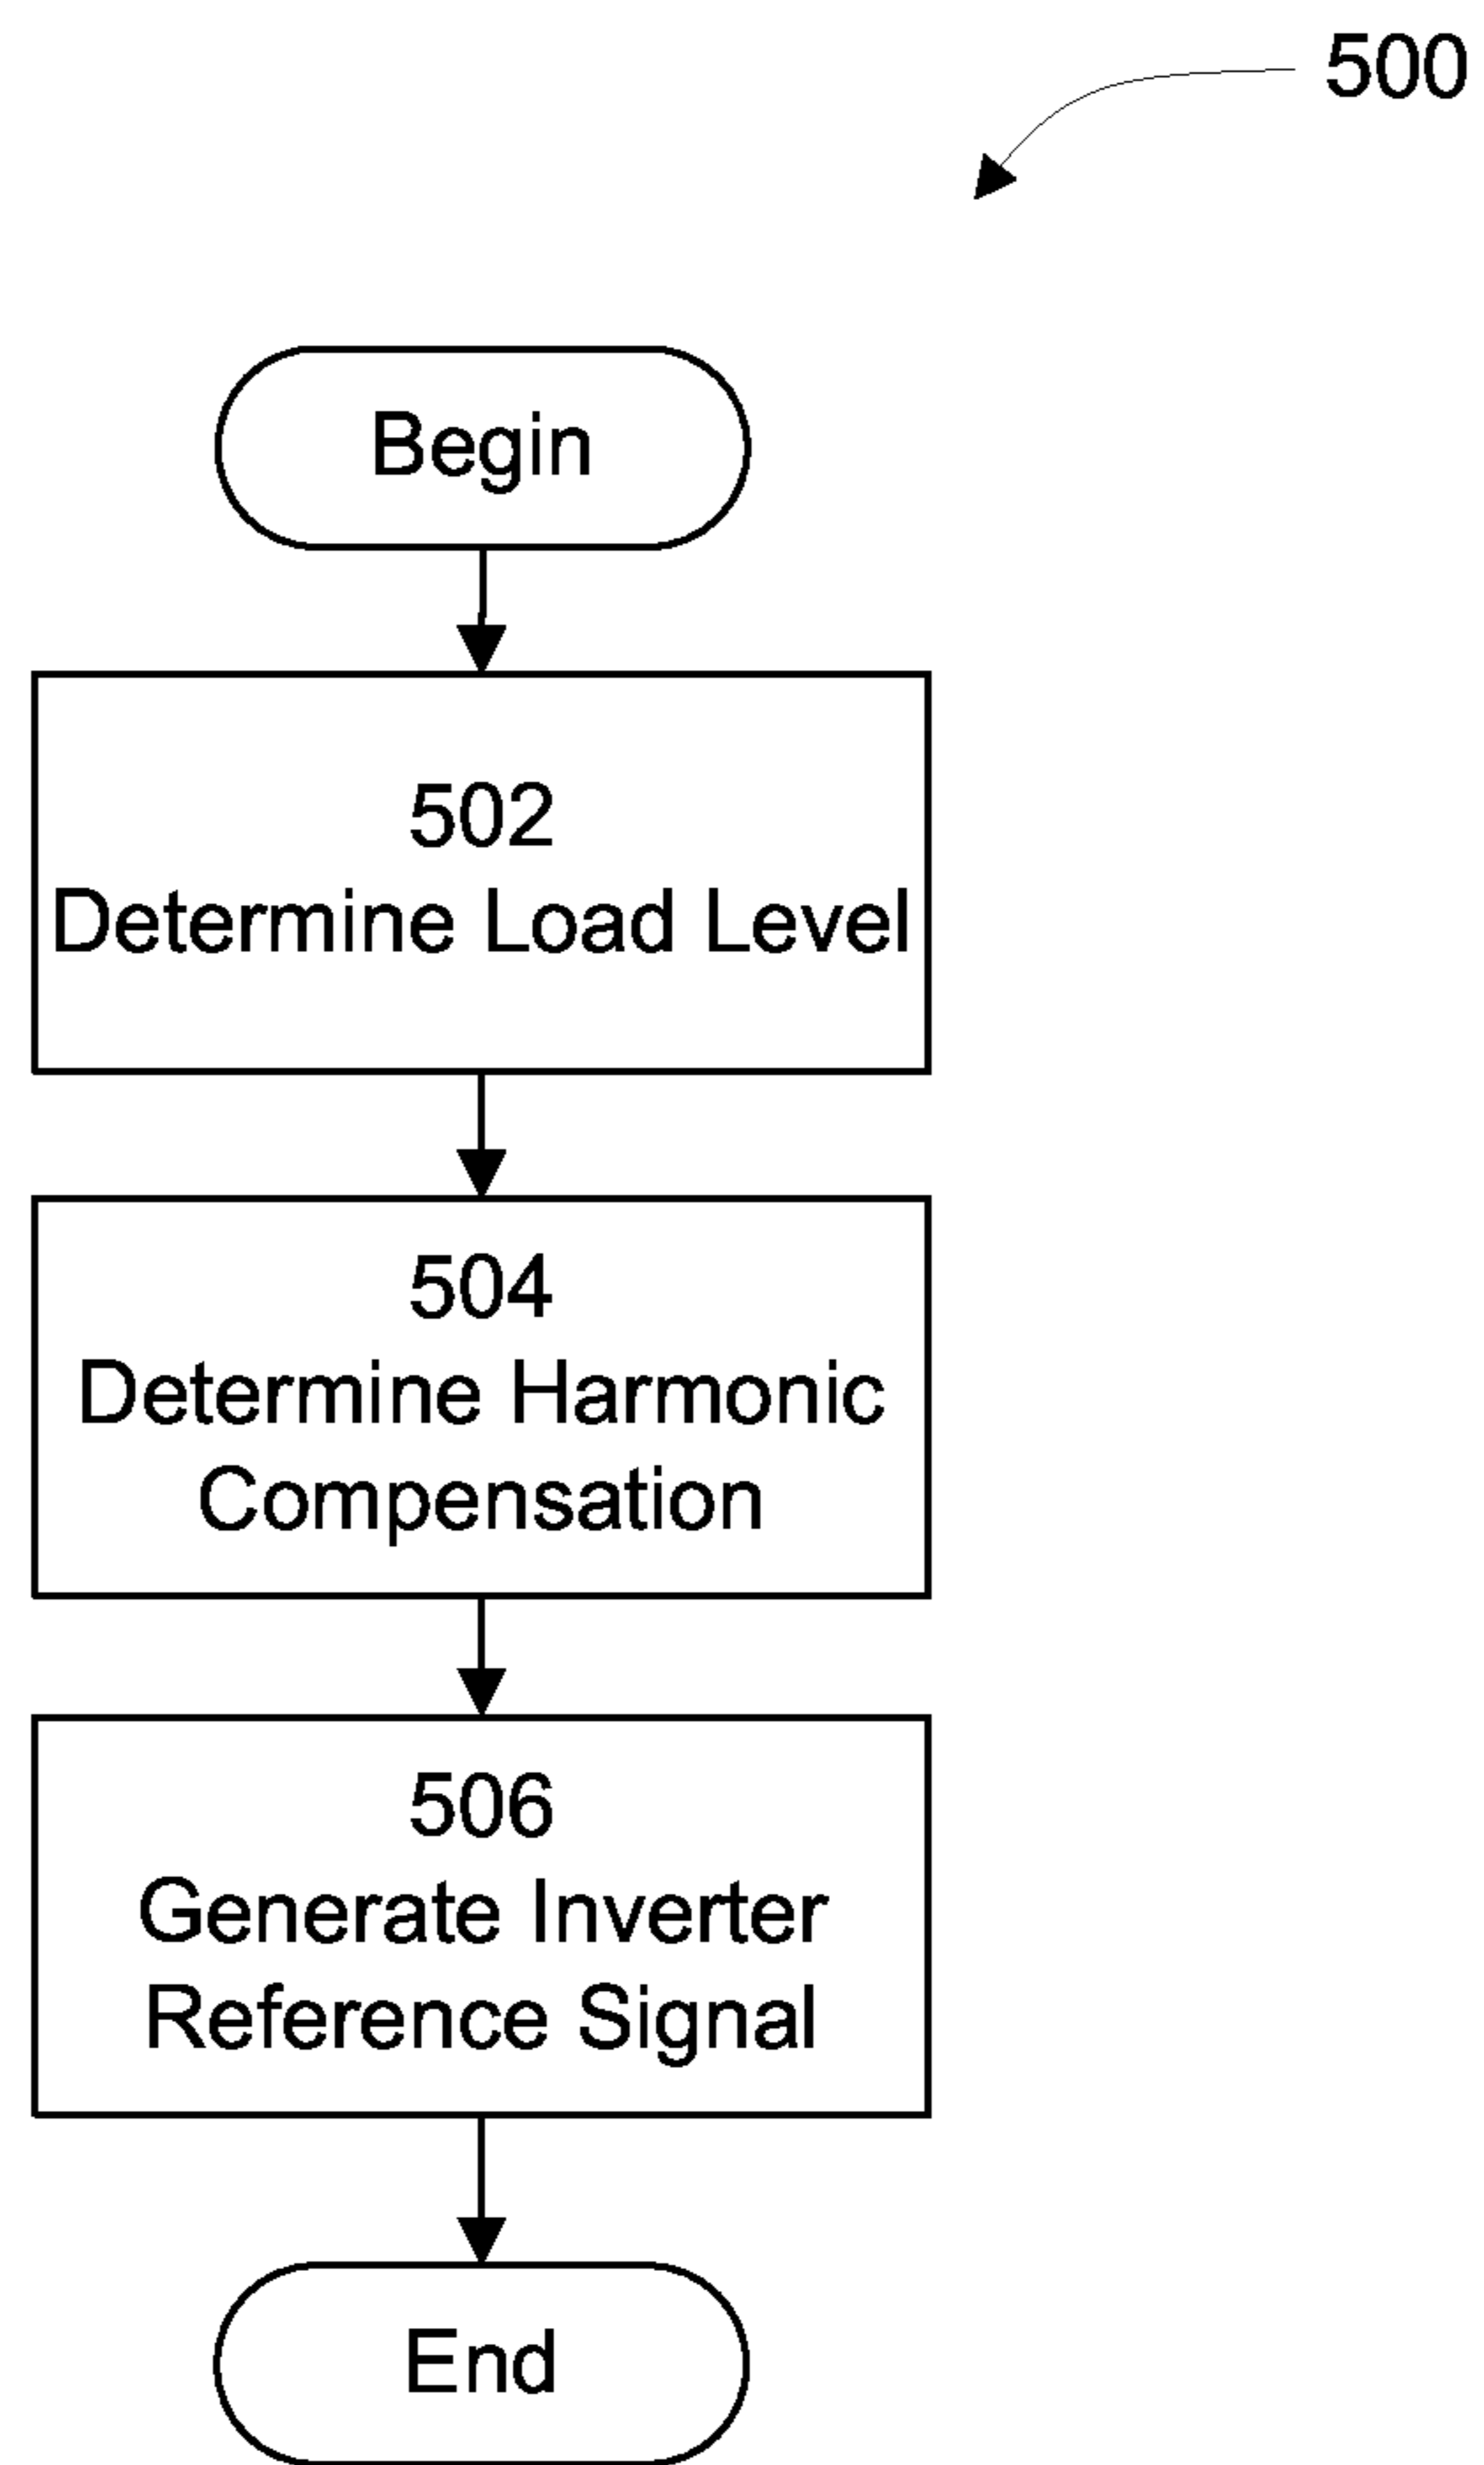 500
Begin
502
Determine Load Level
504
Determine Harmonic
Compensation
506
Generate Inverter
Reference Signal
End